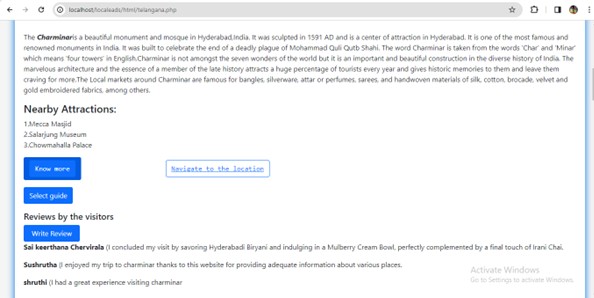 localhost/localeads/html/telangana.php
The Charminaris a beautiful monument and mosque in Hyderabad,India. It was sculpted in 1591 AD and is a center of attraction in Hyderabad. It is one of the most famous and
renowned monuments in India. It was built to celebrate the end of a deadly plague of Mohammad Quli Qutb Shahi. The word Charminar is taken from the words 'Char' and 'Minar'
which means 'four towers' in English.Charminar is not amongst the seven wonders of the world but it is an important and beautiful construction in the diverse history of India. The
marvelous architecture and the essence of a member of the late history attracts a huge percentage of tourists every year and gives historic memories to them and leave them
craving for more.The Local markets around Charminar are famous for bangles, silverware, attar or perfumes, sarees, and handwoven materials of silk, cotton, brocade, velvet and
gold embroidered fabrics, among others.
Nearby Attractions:
1.Mecca Masjid
2.Salarjung Museum
3.Chowmahalla Palace
Know more
Navigate to the location
Select guide
Reviews by the visitors
Write Review
Sai keerthana Chervirala (I concluded my visit by savoring Hyderabadi Biryani and indulging in a Mulberry Cream Bowl, perfectly complemented by a final touch of Irani Chai.
Sushrutha (I enjoyed my trip to charminar thanks to this website for providing adequate information about various places.
shruthi (I had a great experience visiting charminar
Activate Windows
Go to Settings to activate Windows.